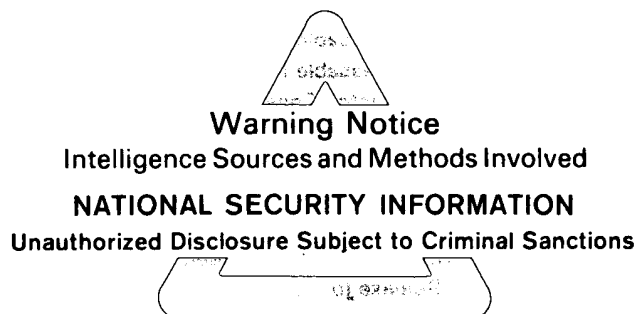 Warning Notice
Intelligence Sources and Methods Involved
NATIONAL SECURITY INFORMATION
Unauthorized Disclosure Subject to Criminal Sanctions